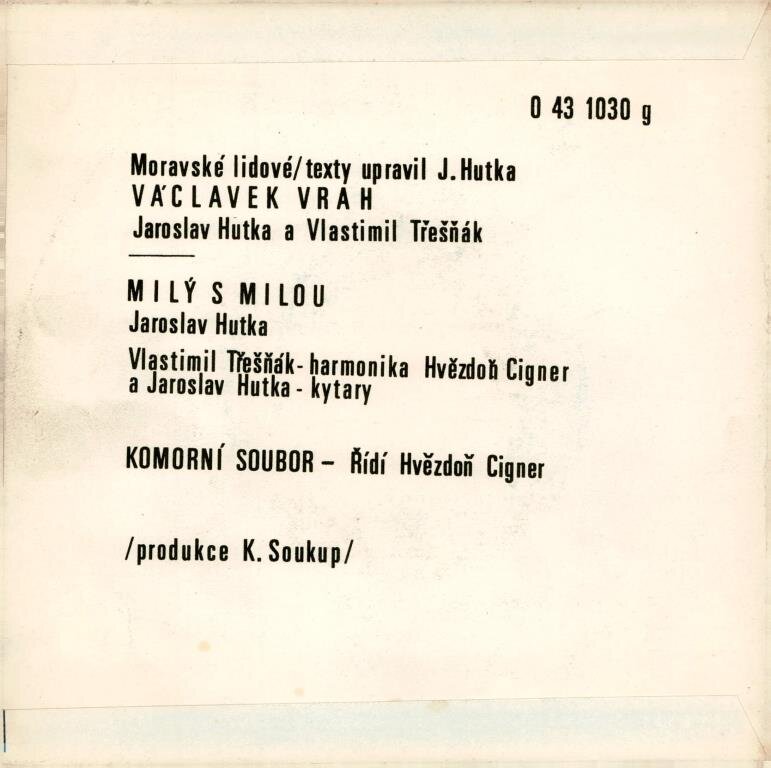 0 43 1030 g
Moravské lidové/texty upravil J.Hutka
VÁCLAVEK VRAH
Jaroslav Hutka a Vlastimil Třešňák
MILÝ S MILOU
Jaroslav Hutka
Vlastimil Třešňák-harmonika Hvězdoň Cigner
a Jaroslav Hutka - kytary
KOMORNÍ SOUBOR – Řídí Hvězdoň Cigner
/produkce K. Soukup/